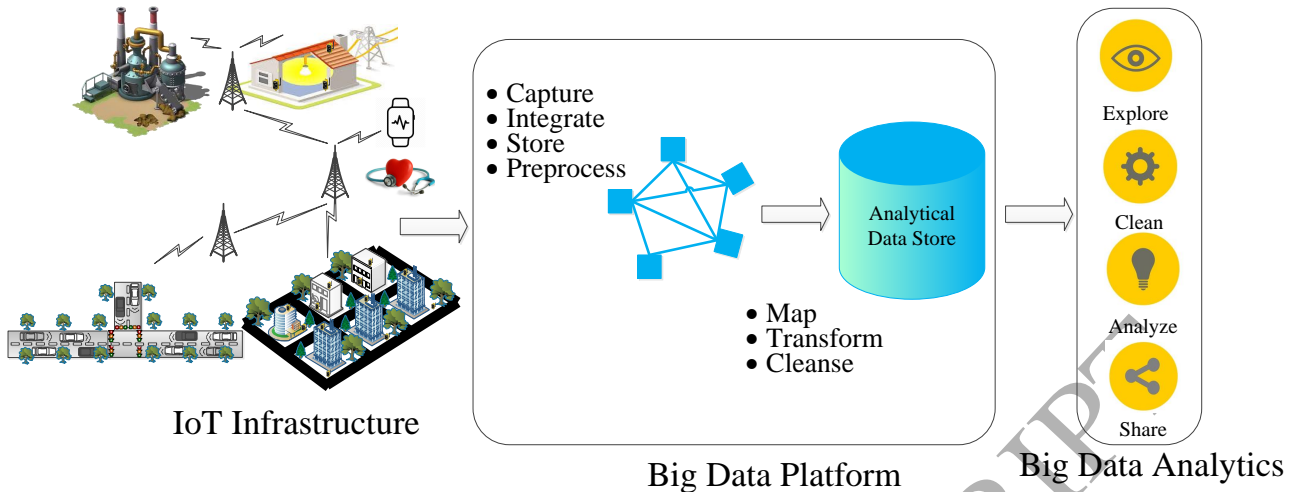 • Capture
• Integrate
• Store
• Preprocess
Analytical
Data Store
• Map
• Transform
• Cleanse
Explore
Clean
Analyze
Share
IoT Infrastructure
Big Data Platform
Big Data Analytics